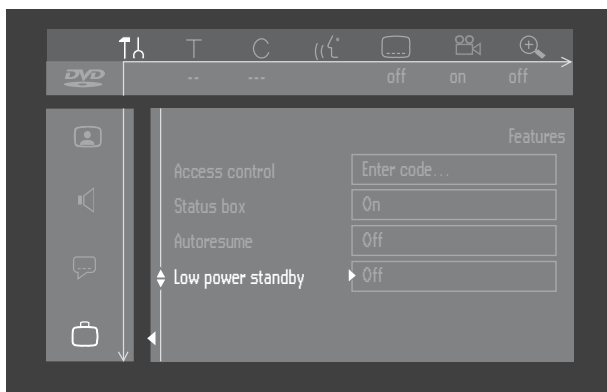 T C
DVD -- --- off on off
Features
Access control Enter code...
Status box On
Autoresume Off
Low power standby Off